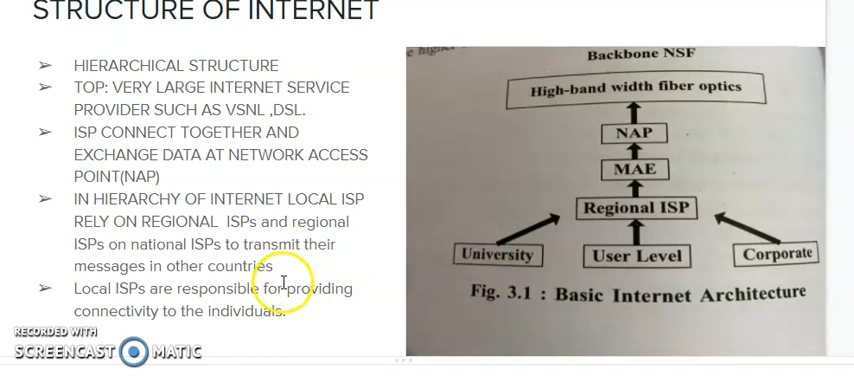 STRUCTURE OF INTERNET
➢ HIERARCHICAL STRUCTURE
➢ TOP: VERY LARGE INTERNET SERVICE
PROVIDER SUCH AS VSNL ,DSL.
➢ ISP CONNECT TOGETHER AND
EXCHANGE DATA AT NETWORK ACCESS
POINT(NAP)
➢ IN HIERARCHY OF INTERNET LOCAL ISP
RELY ON REGIONAL ISPs and regional
ISPs on national ISPs to transmit their
messages in other countries
➢ Local ISPs are responsible for providing
connectivity to the individuals.
Backbone NSF
High-band width fiber optics
NAP
MAE
Regional ISP
University
User Level
Corporate
Fig. 3.1 : Basic Internet Architecture
RECORDED WITH
SCREENCAST MATIC